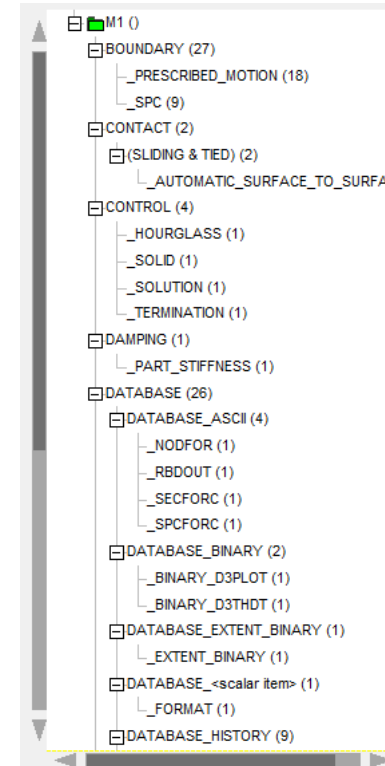 M1 ()
BOUNDARY (27)
_PRESCRIBED_MOTION (18)
_SPC (9)
CONTACT (2)
(SLIDING & TIED) (2)
_AUTOMATIC_SURFACE_TO_SURFA
CONTROL (4)
_HOURGLASS (1)
_SOLID (1)
_SOLUTION (1)
_TERMINATION (1)
DAMPING (1)
_PART_STIFFNESS (1)
DATABASE (26)
DATABASE_ASCII (4)
_NODFOR (1)
_RBDOUT (1)
_SECFORC (1)
_SPCFORC (1)
DATABASE_BINARY (2)
_BINARY_D3PLOT (1)
_BINARY_D3THDT (1)
DATABASE_EXTENT_BINARY (1)
_EXTENT_BINARY (1)
DATABASE_<scalar item> (1)
_FORMAT (1)
DATABASE_HISTORY (9)